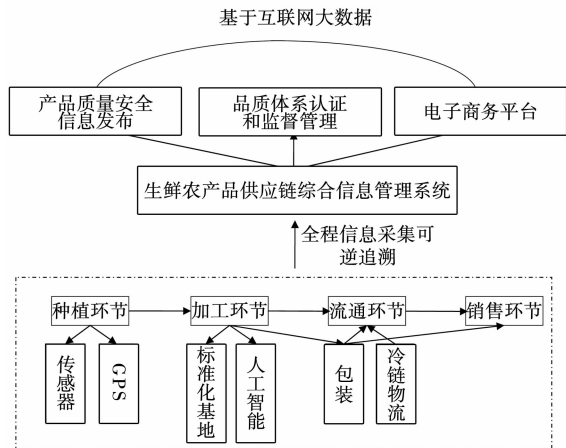 基于互联网大数据
产品质量安全
信息发布
品质体系认证
和监督管理
电子商务平台
生鲜农产品供应链综合信息管理系统
全程信息采集可
逆追溯
种植环节
加工环节
流通环节
销售环节
传感器
GPS
标准化基地
人工智能
包装
冷链物流